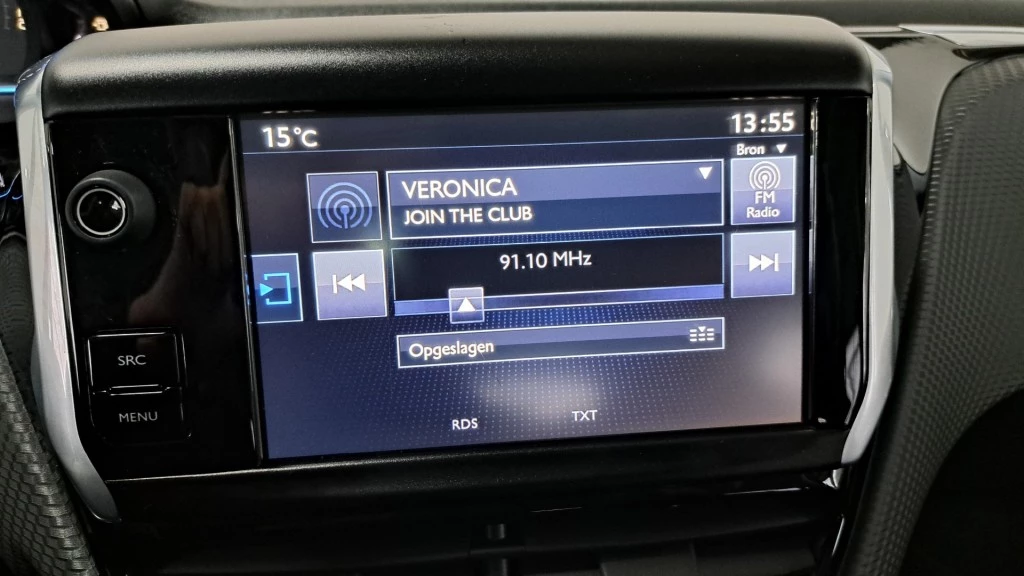 15°C
13:55
Bron
VERONICA
JOIN THE CLUB
FM
Radio
91.10 MHz
Opgeslagen
RDS
TXT
SRC
MENU